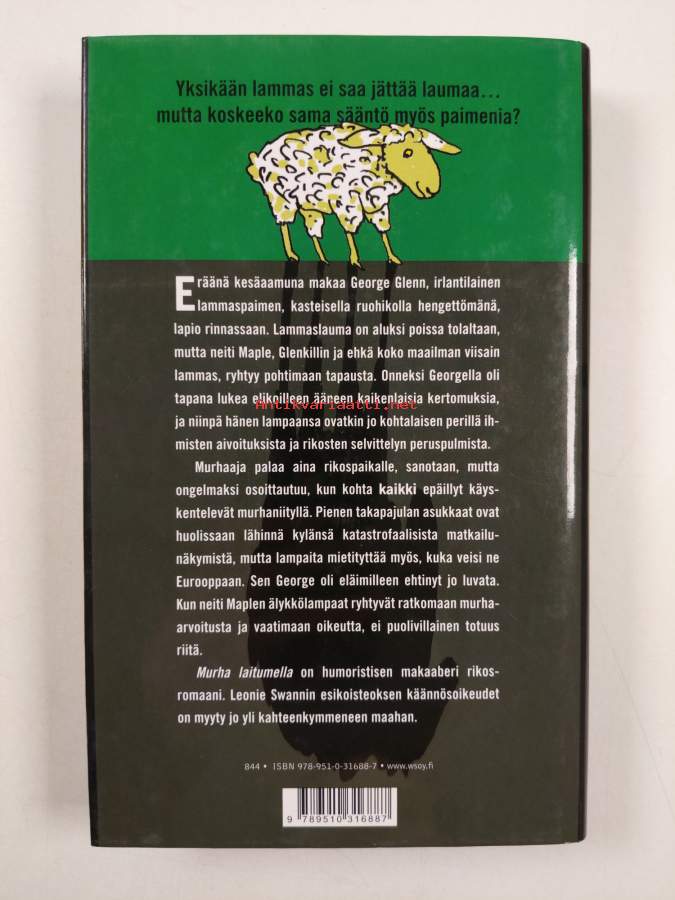 Yksikään lammas ei saa jättää laumaa...
mutta koskeeko sama sääntö myös paimenia?
Eräänä kesäaamuna makaa George Glenn, irlantilainen
lammaspaimen, kasteisella ruohikolla hengettömänä,
lapio rinnassaan. Lammaslauma on aluksi poissa tolaltaan,
mutta neiti Maple, Glenkillin ja ehkä koko maailman viisain
lammas, ryhtyy pohtimaan tapausta. Onneksi Georgella oli
tapana lukea elikoilleen ääneen kaikenlaisia kertomuksia,
Antikvariaatti.net
ja niinpä hänen lampaansa ovatkin jo kohtalaisen perillä ih-
misten aivoituksista ja rikosten selvittelyn peruspulmista.
Murhaaja palaa aina rikospaikalle, sanotaan, mutta
ongelmaksi osoittautuu, kun kohta kaikki epäillyt käys-
kentelevät murhaniityllä. Pienen takapajulan asukkaat ovat
huolissaan lähinnä kylänsä katastrofaalisista matkailu-
näkymistä, mutta lampaita mietityttää myös, kuka veisi ne
Eurooppaan. Sen George oli eläimilleen ehtinyt jo luvata.
Kun neiti Maplen älykkölampaat ryhtyvät ratkomaan murha-
arvoitusta ja vaatimaan oikeutta, ei puolivillainen totuus
riitä.
Murha laitumella on humoristisen makaaberi rikos-
romaani. Leonie Swannin esikoisteoksen käännösoikeudet
on myyty jo yli kahteenkymmeneen maahan.
844 • ISBN 978-951-0-31688-7 • www.wsoy.fi
9 789510 316887